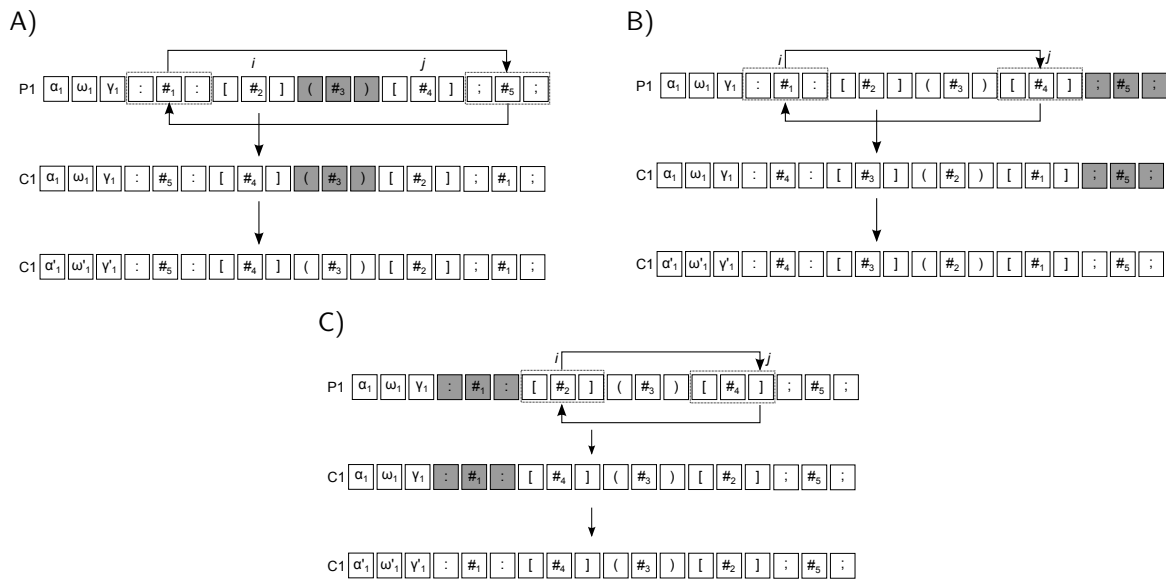 A)
i j
P1 α₁ ω₁ γ₁ : #₁ : [ #₂ ] ( #₃ ) [ #₄ ] ; #₅ ;
C1 α₁ ω₁ γ₁ : #₅ : [ #₄ ] ( #₃ ) [ #₂ ] ; #₁ ;
C1 α'₁ ω'₁ γ'₁ : #₅ : [ #₄ ] ( #₃ ) [ #₂ ] ; #₁ ;
B)
i j
P1 α₁ ω₁ γ₁ : #₁ : [ #₂ ] ( #₃ ) [ #₄ ] ; #₅ ;
C1 α₁ ω₁ γ₁ : #₄ : [ #₃ ] ( #₂ ) [ #₁ ] ; #₅ ;
C1 α'₁ ω'₁ γ'₁ : #₄ : [ #₃ ] ( #₂ ) [ #₁ ] ; #₅ ;
C)
i j
P1 α₁ ω₁ γ₁ : #₁ : [ #₂ ] ( #₃ ) [ #₄ ] ; #₅ ;
C1 α₁ ω₁ γ₁ : #₁ : [ #₄ ] ( #₃ ) [ #₂ ] ; #₅ ;
C1 α'₁ ω'₁ γ'₁ : #₁ : [ #₄ ] ( #₃ ) [ #₂ ] ; #₅ ;